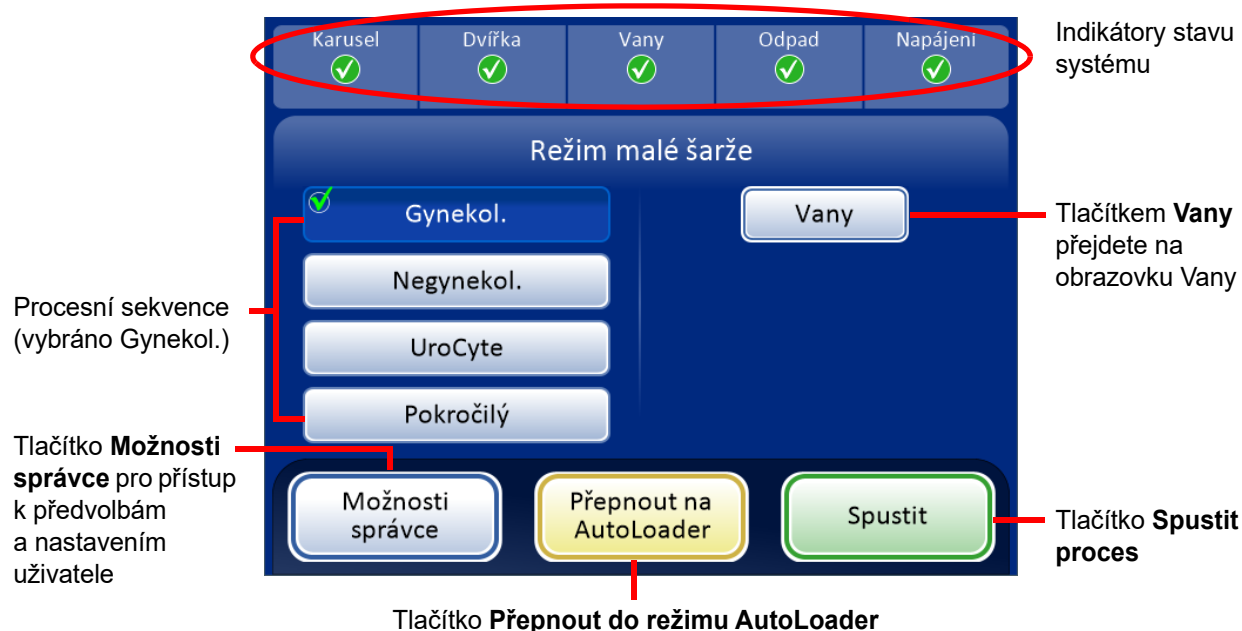 Karusel
Dvířka
Vany
Odpad
Napájení
Indikátory stavu
systému
Režim malé šarže
Gynekol.
Vany
Tlačítkem Vany
přejdete na
obrazovku Vany
Negynekol.
Procesní sekvence
(vybráno Gynekol.)
UroCyte
Pokročilý
Tlačítko Možnosti
správce pro přístup
k předvolbám
a nastavením
uživatele
Možnosti
správce
Přepnout na
AutoLoader
Spustit
Tlačítko Spustit
proces
Tlačítko Přepnout do režimu AutoLoader